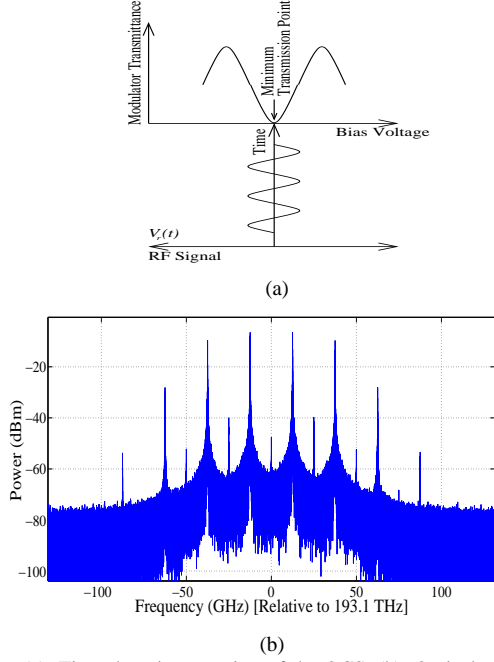 Modulator Transmittance
Minimum
Transmission Point
Bias Voltage
Time
V_r(t)
RF Signal
(a)
Power (dBm)
−20
−40
−60
−80
−100
−100
−50
0
50
100
Frequency (GHz) [Relative to 193.1 THz]
(b)